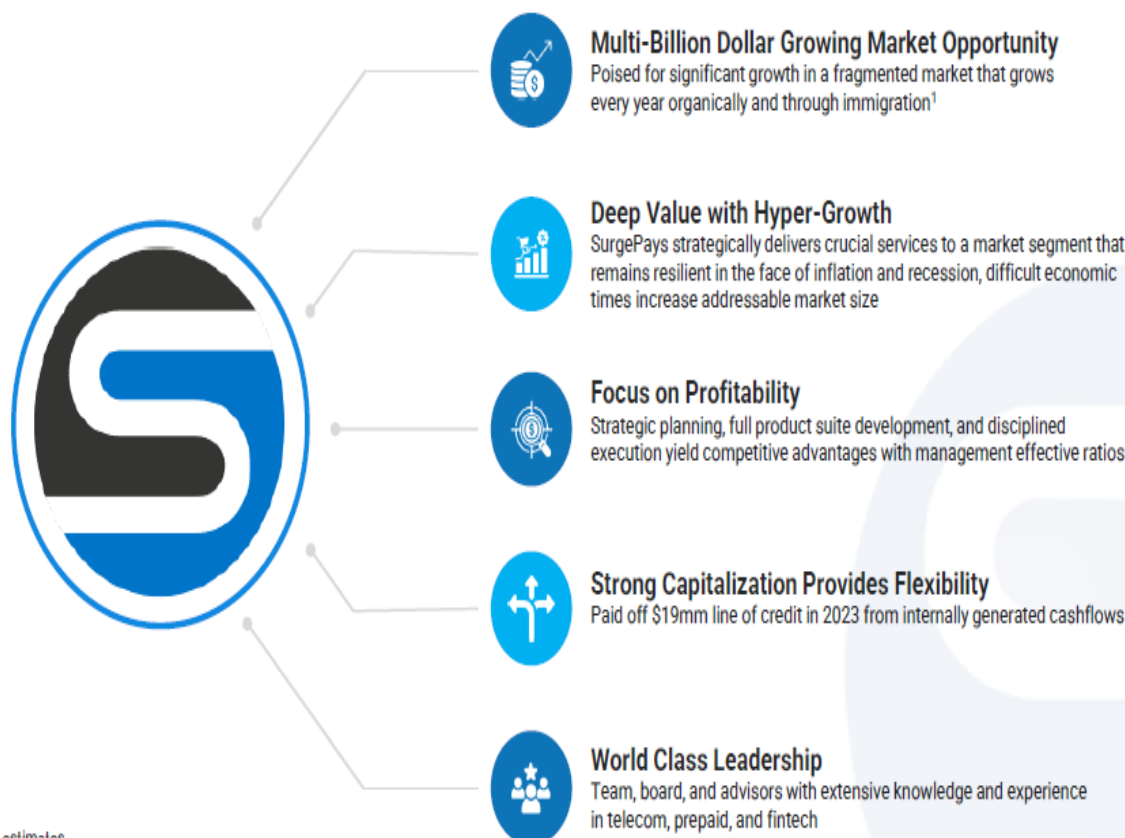 Multi-Billion Dollar Growing Market Opportunity
Poised for significant growth in a fragmented market that grows
every year organically and through immigration¹
Deep Value with Hyper-Growth
SurgePays strategically delivers crucial services to a market segment that
remains resilient in the face of inflation and recession, difficult economic
times increase addressable market size
Focus on Profitability
Strategic planning, full product suite development, and disciplined
execution yield competitive advantages with management effective ratios
Strong Capitalization Provides Flexibility
Paid off $19mm line of credit in 2023 from internally generated cashflows
World Class Leadership
Team, board, and advisors with extensive knowledge and experience
in telecom, prepaid, and fintech
estimates